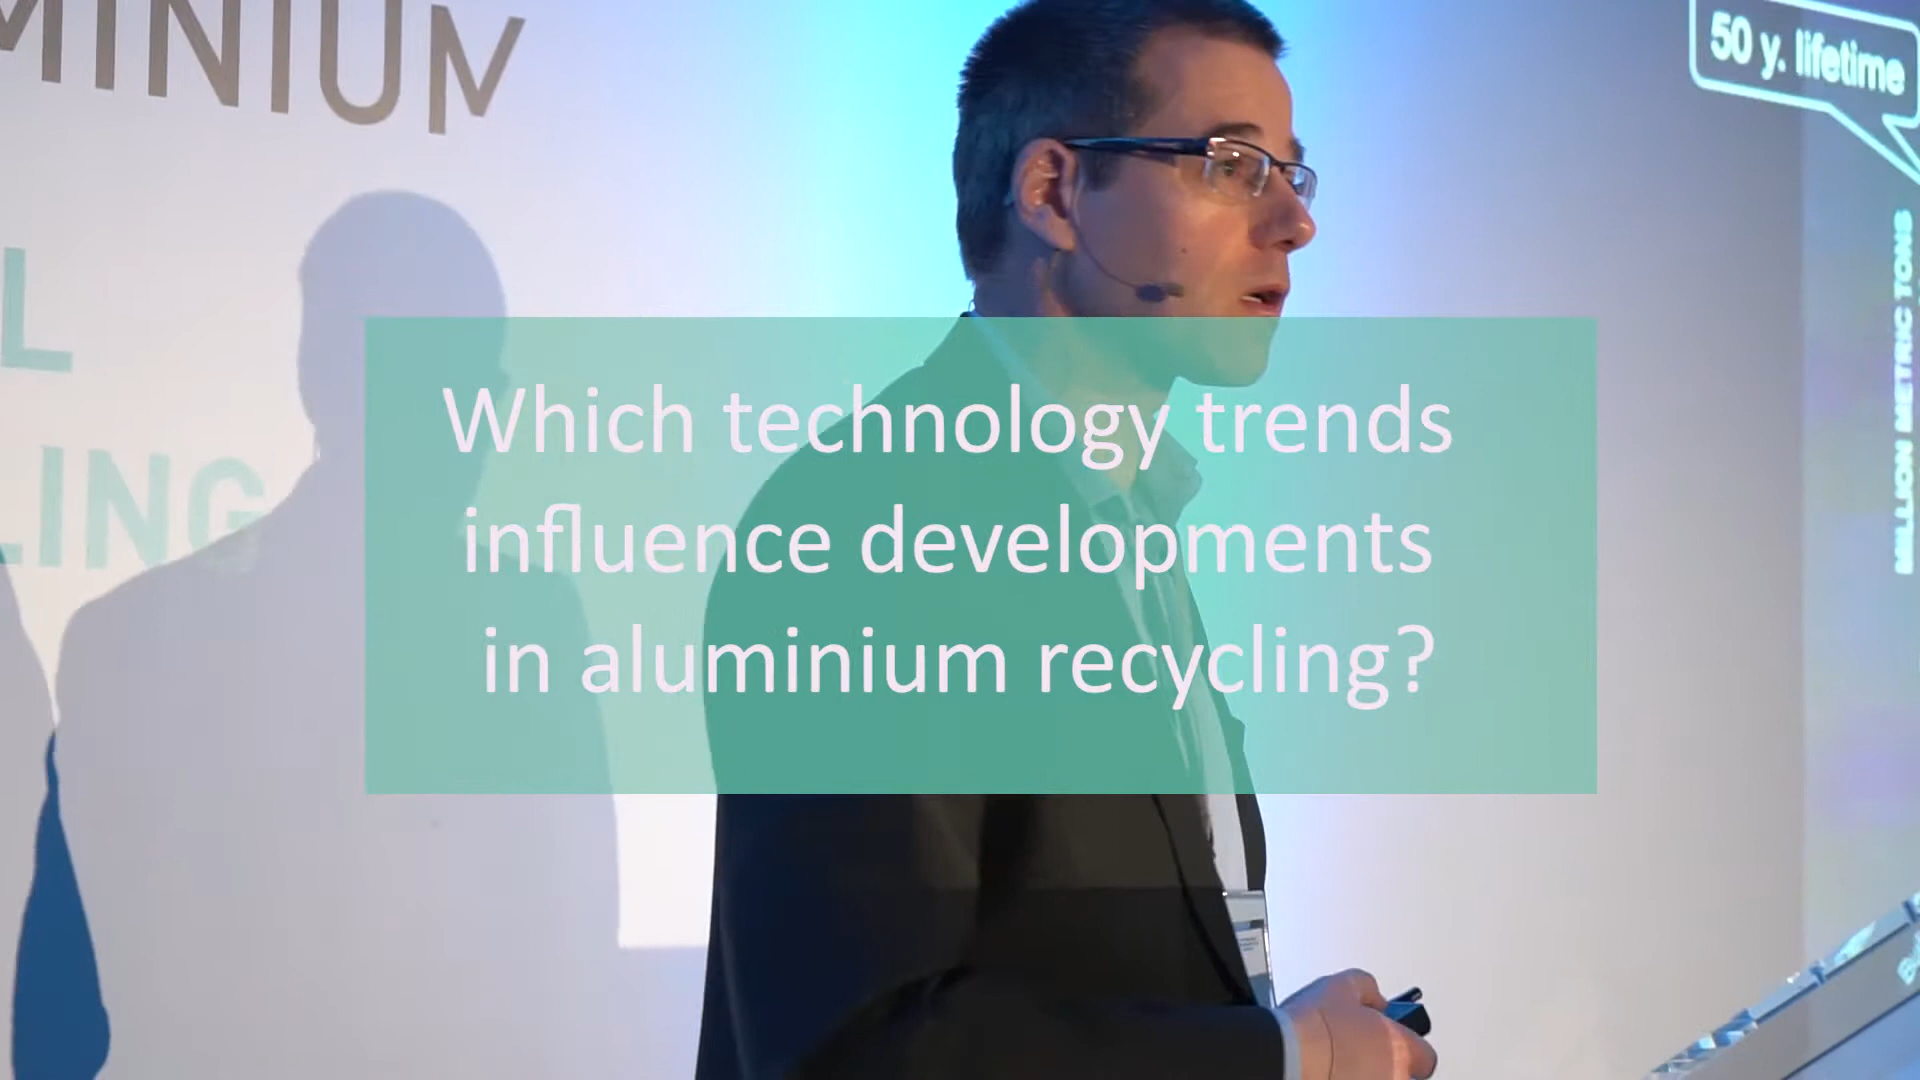 MINIUM
50 y. lifetime
L
LING
MILLION METRIC TONS
Which technology trends
influence developments
in aluminium recycling?